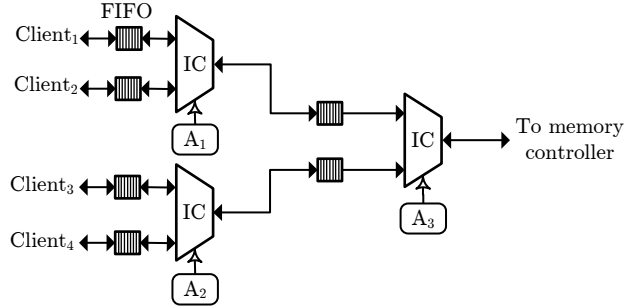 FIFO
Client₁
IC
Client₂
A₁
IC
To memory
controller
Client₃
IC
A₃
Client₄
A₂